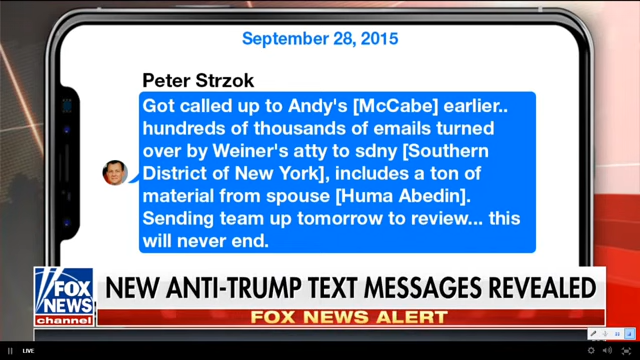 September 28, 2015
Peter Strzok
Got called up to Andy's [McCabe] earlier..
hundreds of thousands of emails turned
over by Weiner's atty to sdny [Southern
District of New York], includes a ton of
material from spouse [Huma Abedin].
Sending team up tomorrow to review... this
will never end.
FOX
NEWS
channel
NEW ANTI-TRUMP TEXT MESSAGES REVEALED
FOX NEWS ALERT
LIVE